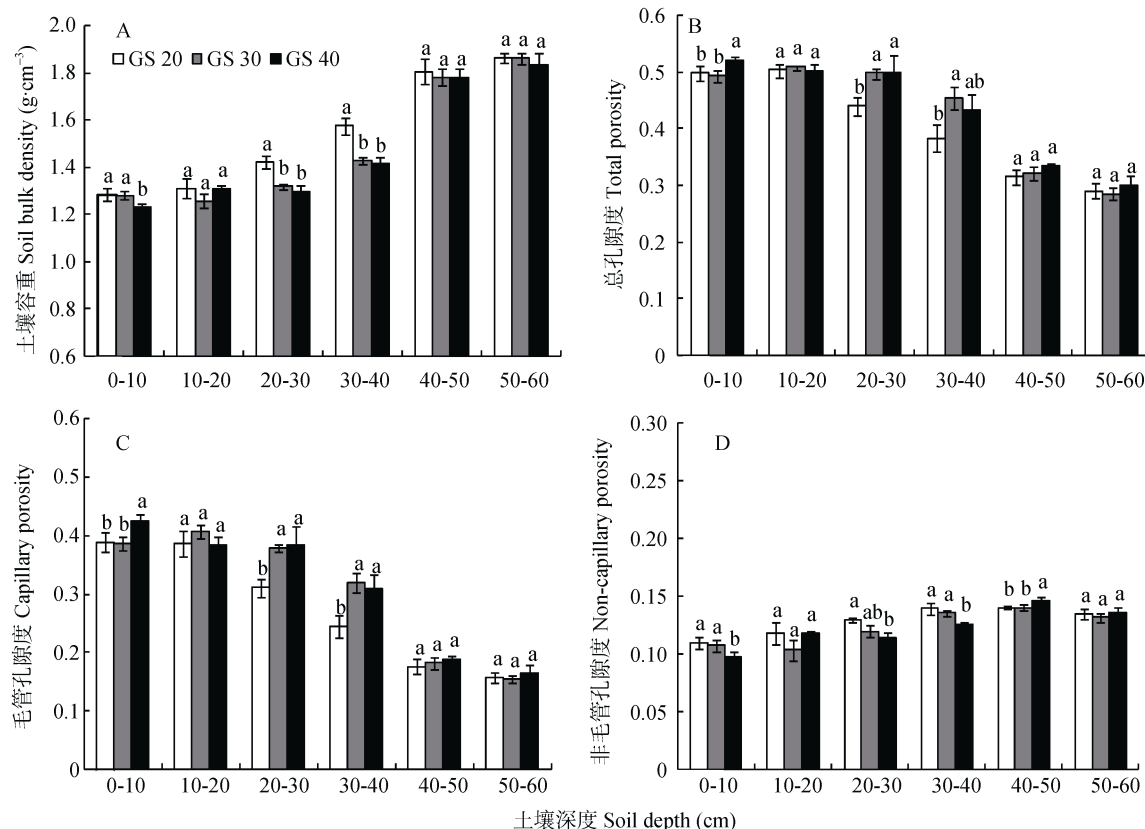 A
GS 20 GS 30 GS 40
土壤容重 Soil bulk density (g·cm⁻³)
2.0
1.8
1.6
1.4
1.2
1.0
0.8
0.6
a a b
a a a
a b b
a b b
a a a
a a a
0-10 10-20 20-30 30-40 40-50 50-60
B
总孔隙度 Total porosity
0.6
0.5
0.4
0.3
0.2
0.1
0
b b a
a a a
b a a
b a ab
a a a
a a a
0-10 10-20 20-30 30-40 40-50 50-60
C
毛管孔隙度 Capillary porosity
0.6
0.5
0.4
0.3
0.2
0.1
0
b b a
a a a
b a a
b a a
a a a
a a a
0-10 10-20 20-30 30-40 40-50 50-60
D
非毛管孔隙度 Non-capillary porosity
0.30
0.25
0.20
0.15
0.10
0.05
0
a a b
a a a
a ab b
a a b
b b a
a a a
0-10 10-20 20-30 30-40 40-50 50-60
土壤深度 Soil depth (cm)